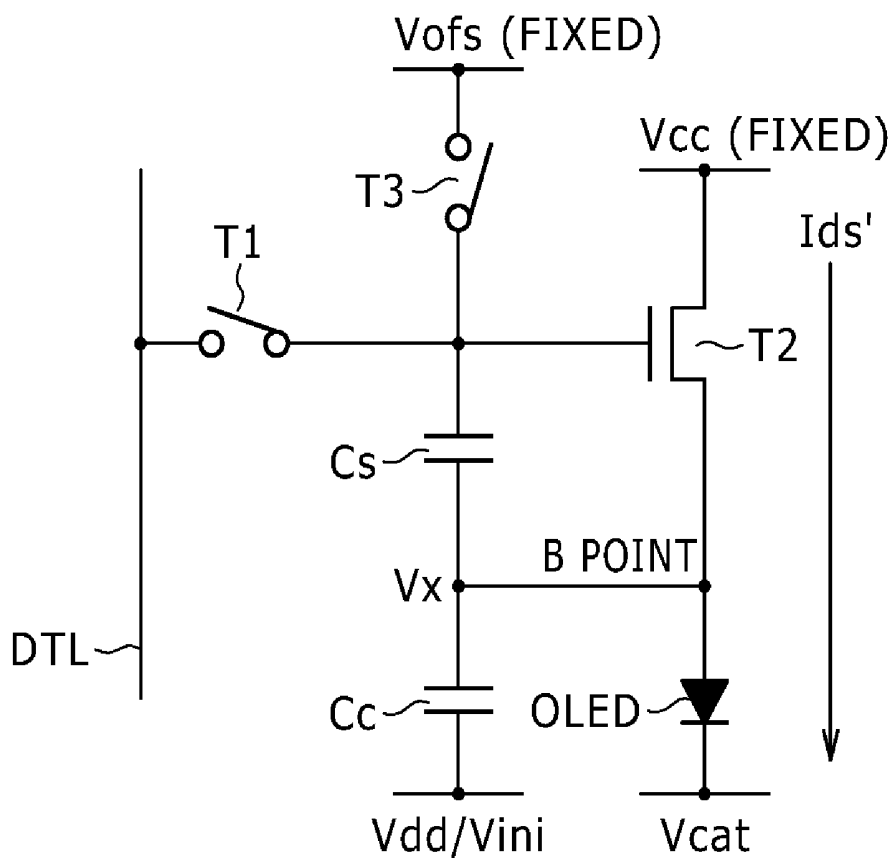 Vofs (FIXED)
Vcc (FIXED)
T3
Ids'
T1
T2
Cs
B POINT
Vx
DTL
Cc
OLED
Vdd/Vini
Vcat